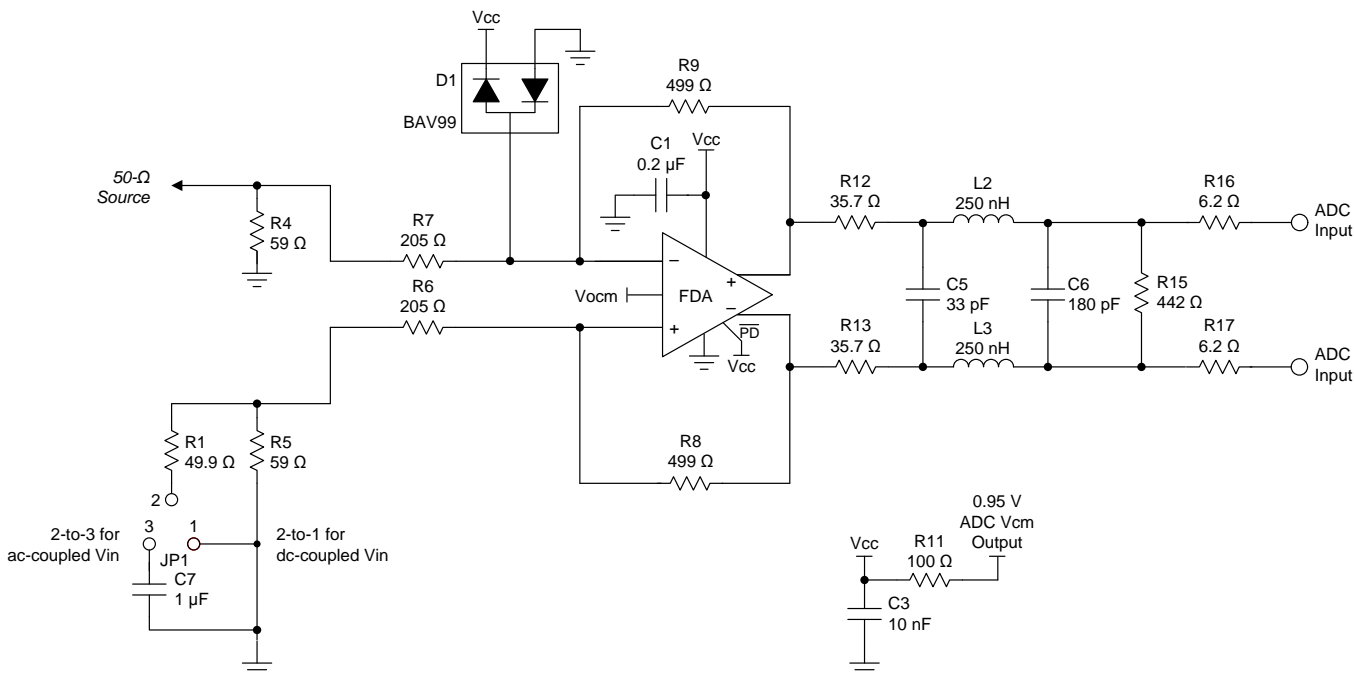 Vcc
D1
BAV99
R9
499 Ω
C1
0.2 µF
Vcc
50-Ω
Source
R4
59 Ω
R7
205 Ω
R6
205 Ω
Vocm
FDA
−
+
+
−
PD
Vcc
R12
35.7 Ω
L2
250 nH
R16
6.2 Ω
ADC
Input
C5
33 pF
C6
180 pF
R15
442 Ω
R13
35.7 Ω
L3
250 nH
R17
6.2 Ω
ADC
Input
R1
49.9 Ω
R5
59 Ω
R8
499 Ω
2
3
1
2-to-3 for
ac-coupled Vin
JP1
2-to-1 for
dc-coupled Vin
C7
1 µF
Vcc
R11
100 Ω
0.95 V
ADC Vcm
Output
C3
10 nF